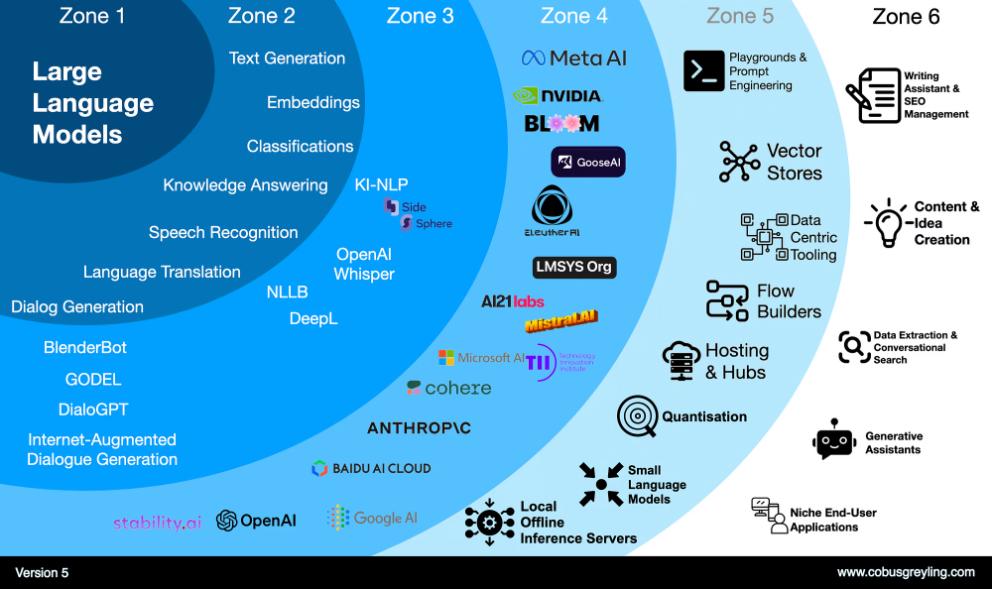 Zone 1
Zone 2
Zone 3
Zone 4
Zone 5
Zone 6
Large
Language
Models
Text Generation
Embeddings
Classifications
Knowledge Answering
Speech Recognition
Language Translation
Dialog Generation
KI-NLP
Side
Sphere
OpenAI
Whisper
NLLB
DeepL
BlenderBot
GODEL
DialoGPT
Internet-Augmented
Dialogue Generation
Meta AI
NVIDIA.
BLOOM
GooseAI
EleutherAI
LMSYS Org
AI21labs
Mistral AI
Microsoft AI
TII
Technology
Innovation
Institute
cohere
ANTHROP\C
BAIDU AI CLOUD
stability.ai
OpenAI
Google AI
Playgrounds &
Prompt
Engineering
Vector
Stores
Data
Centric
Tooling
Flow
Builders
Hosting
& Hubs
Quantisation
Small
Language
Models
Local
Offline
Inference Servers
Writing
Assistant &
SEO
Management
Content &
Idea
Creation
Data Extraction &
Conversational
Search
Generative
Assistants
Niche End-User
Applications
Version 5
www.cobusgreyling.com